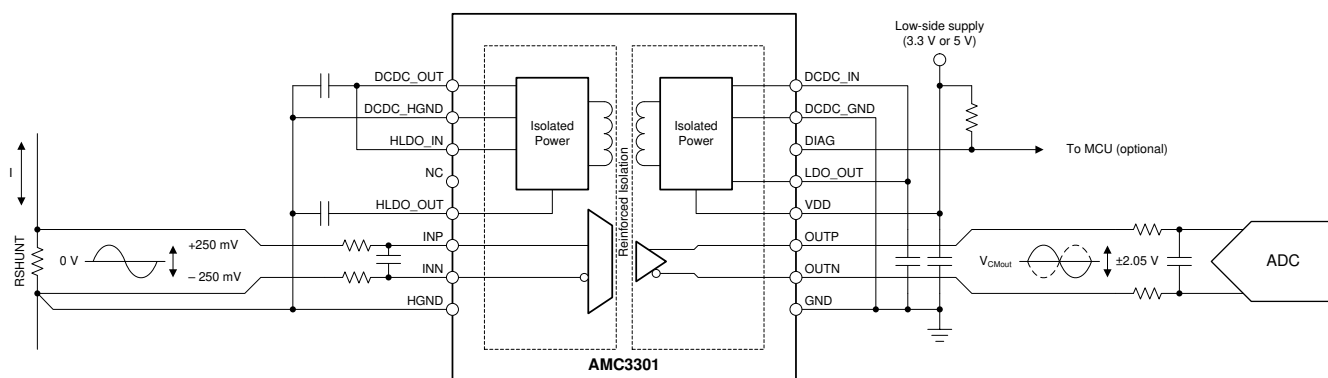 Low-side supply
(3.3 V or 5 V)
DCDC_OUT
DCDC_HGND
HLDO_IN
NC
HLDO_OUT
INP
INN
HGND
Isolated
Power
Reinforced Isolation
Isolated
Power
DCDC_IN
DCDC_GND
DIAG
LDO_OUT
VDD
OUTP
OUTN
GND
To MCU (optional)
I
RSHUNT
0 V
+250 mV
– 250 mV
VCMout
±2.05 V
ADC
AMC3301